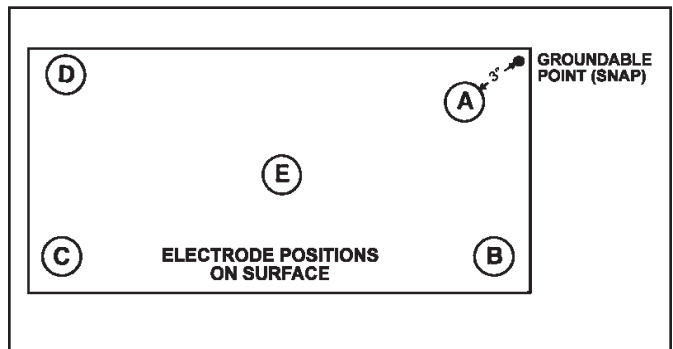 D
GROUNDABLE
POINT (SNAP)
3"
A
E
C
ELECTRODE POSITIONS
ON SURFACE
B